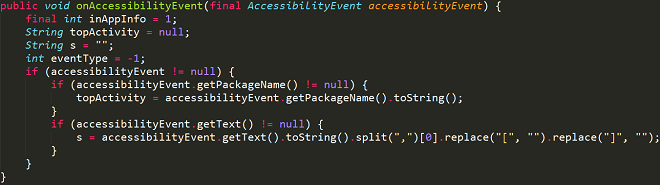 public void onAccessibilityEvent(final AccessibilityEvent accessibilityEvent) {
    final int inAppInfo = 1;
    String topActivity = null;
    String s = "";
    int eventType = -1;
    if (accessibilityEvent != null) {
        if (accessibilityEvent.getPackageName() != null) {
            topActivity = accessibilityEvent.getPackageName().toString();
        }
        if (accessibilityEvent.getText() != null) {
            s = accessibilityEvent.getText().toString().split(",")[0].replace("[", "").replace("]", "");
        }
    }
}